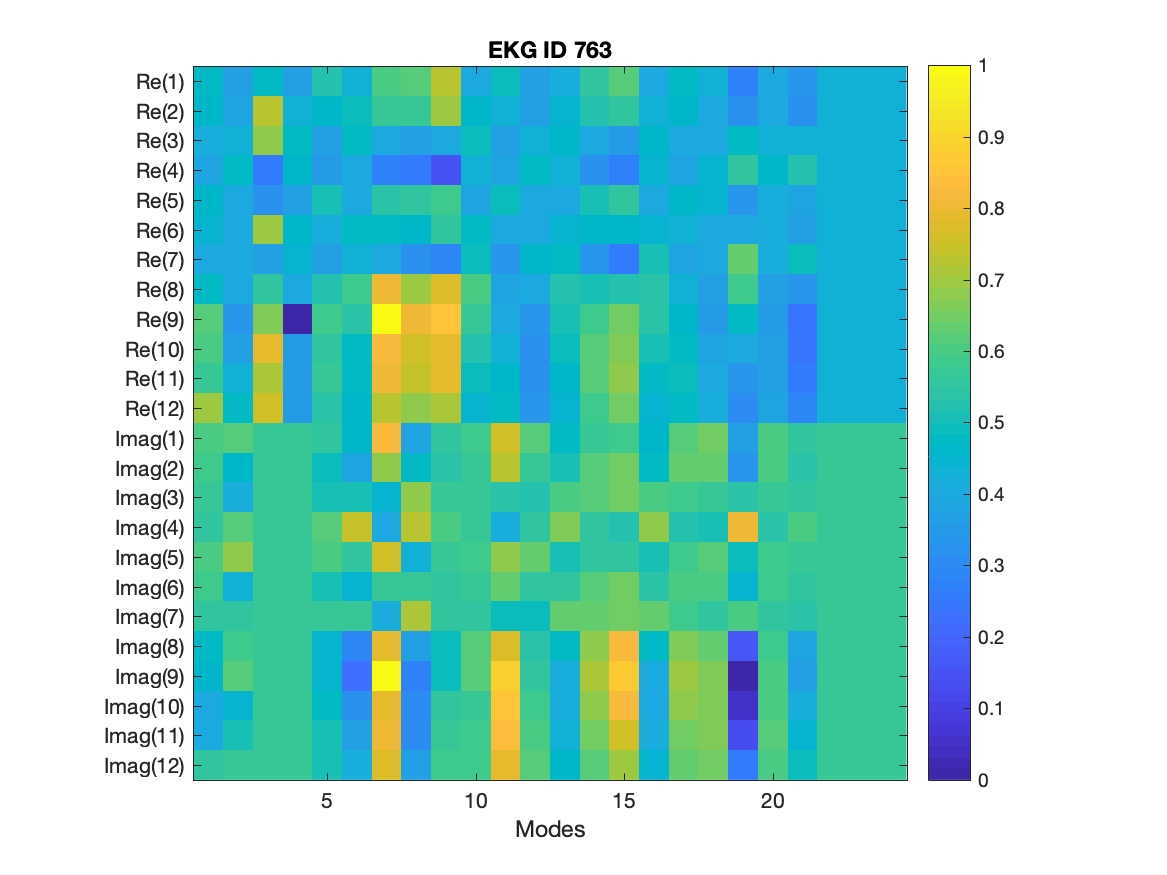 EKG ID 763
Re(1)
Re(2)
Re(3)
Re(4)
Re(5)
Re(6)
Re(7)
Re(8)
Re(9)
Re(10)
Re(11)
Re(12)
Imag(1)
Imag(2)
Imag(3)
Imag(4)
Imag(5)
Imag(6)
Imag(7)
Imag(8)
Imag(9)
Imag(10)
Imag(11)
Imag(12)
5 10 15 20
Modes
1
0.9
0.8
0.7
0.6
0.5
0.4
0.3
0.2
0.1
0